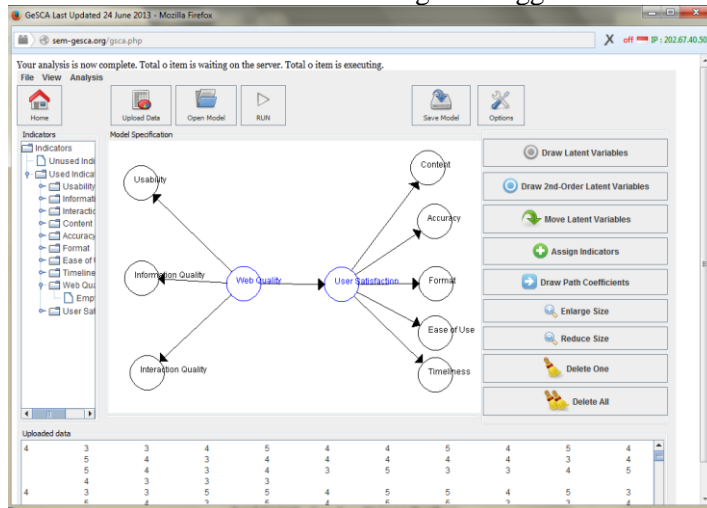 GeSCA Last Updated 24 June 2013 - Mozilla Firefox
sem-gesca.org/gsca.php
X off IP : 202.67.40.50
Your analysis is now complete. Total 0 item is waiting on the server. Total 0 item is executing.
File View Analysis
Home Upload Data Open Model RUN Save Model Options
Indicators Model Specification
Indicators
Unused Indi
Used Indicat
Usability
Informati
Interactic
Content
Accuracy
Format
Ease of
Timeline
Web Qua
Emp
User Sat
Usability
Information Quality
Interaction Quality
Web Quality
User Satisfaction
Content
Accuracy
Format
Ease of Use
Timeliness
Draw Latent Variables
Draw 2nd-Order Latent Variables
Move Latent Variables
Assign Indicators
Draw Path Coefficients
Enlarge Size
Reduce Size
Delete One
Delete All
Uploaded data
4 3 3 4 5 4 4 5 4 5 4
5 4 3 4 4 4 4 4 3 4
5 4 3 4 3 5 3 3 4 5
4 3 3 3
4 3 3 5 5 4 5 5 4 5 3